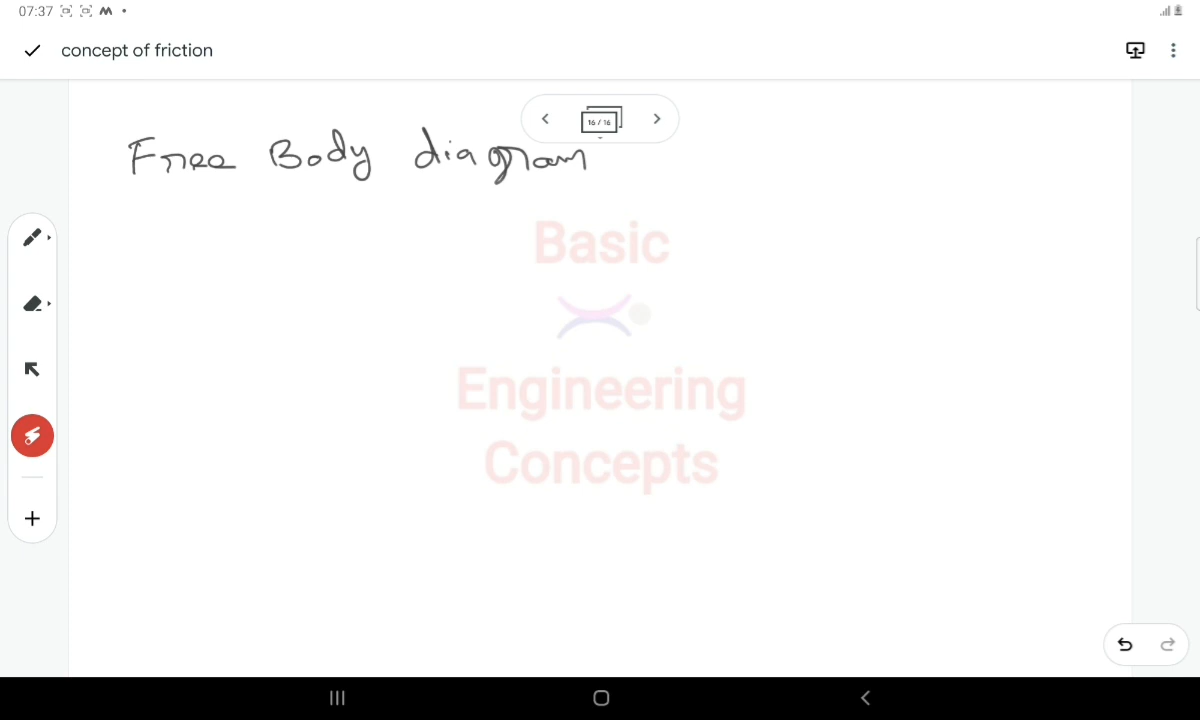 07:37
concept of friction
16 / 16
Free Body diagram
Basic
Engineering
Concepts